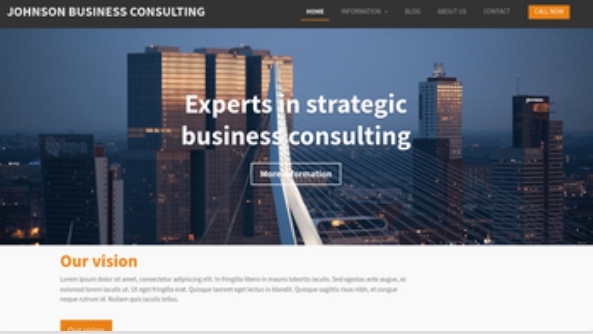 JOHNSON BUSINESS CONSULTING
HOME INFORMATION BLOG ABOUT US CONTACT CALL NOW
Experts in strategic
business consulting
More information
Our vision
Lorem ipsum dolor sit amet, consectetur adipiscing elit. In fringilla libero in mauris lobortis iaculis. Sed egestas ante augue, ac
euismod lorem iaculis ut. Ut eget fringilla erat. Quisque laoreet eget lectus in blandit. Quisque sagittis risus nibh, et congue
neque rutrum id. Nullam quis iaculis tellus.
Our vision